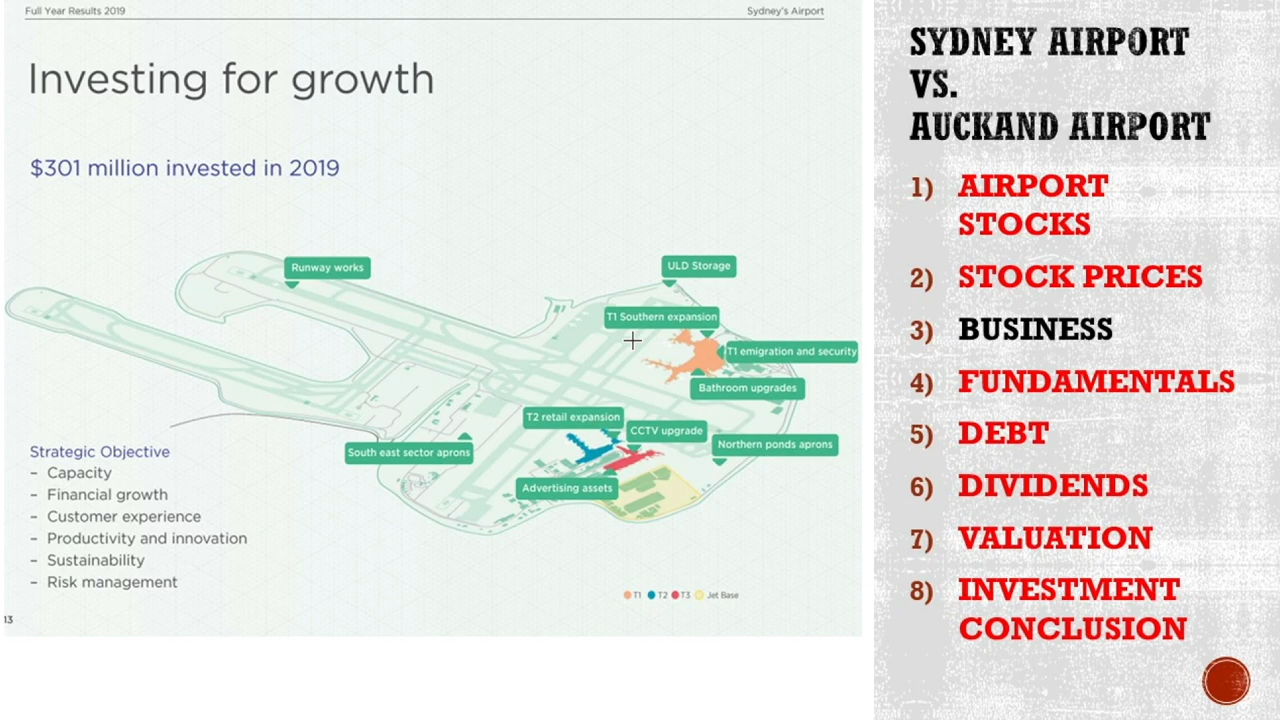 Full Year Results 2019
Sydney's Airport
Investing for growth
$301 million invested in 2019
Runway works
ULD Storage
T1 Southern expansion
T1 emigration and security
Bathroom upgrades
T2 retail expansion
CCTV upgrade
Northern ponds aprons
South east sector aprons
Advertising assets
Strategic Objective
– Capacity
– Financial growth
– Customer experience
– Productivity and innovation
– Sustainability
– Risk management
T1 T2 T3 Jet Base
13
SYDNEY AIRPORT
VS.
AUCKAND AIRPORT
1) AIRPORT
STOCKS
2) STOCK PRICES
3) BUSINESS
4) FUNDAMENTALS
5) DEBT
6) DIVIDENDS
7) VALUATION
8) INVESTMENT
CONCLUSION